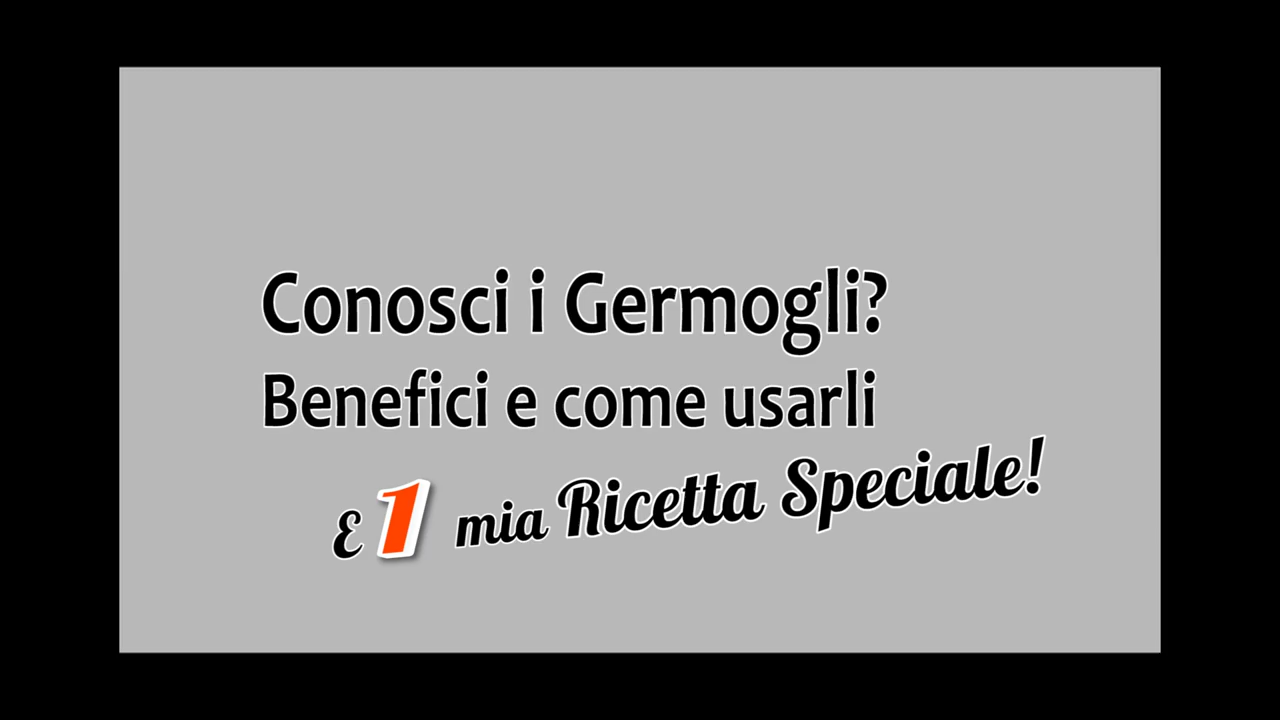 Conosci i Germogli?
Benefici e come usarli
E 1 mia Ricetta Speciale!